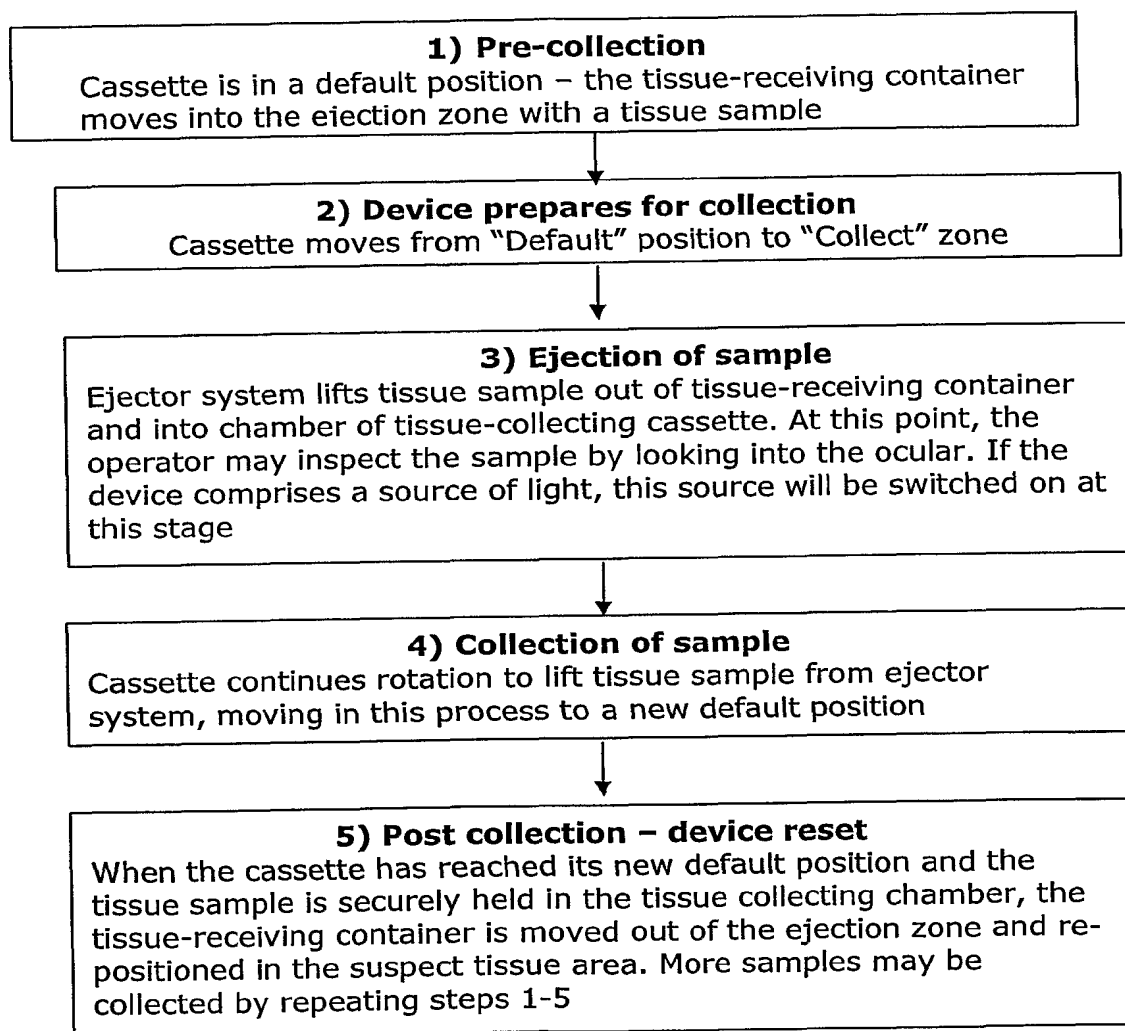 1) Pre-collection
Cassette is in a default position – the tissue-receiving container
moves into the ejection zone with a tissue sample
2) Device prepares for collection
Cassette moves from “Default” position to “Collect” zone
3) Ejection of sample
Ejector system lifts tissue sample out of tissue-receiving container
and into chamber of tissue-collecting cassette. At this point, the
operator may inspect the sample by looking into the ocular. If the
device comprises a source of light, this source will be switched on at
this stage
4) Collection of sample
Cassette continues rotation to lift tissue sample from ejector
system, moving in this process to a new default position
5) Post collection – device reset
When the cassette has reached its new default position and the
tissue sample is securely held in the tissue collecting chamber, the
tissue-receiving container is moved out of the ejection zone and re-
positioned in the suspect tissue area. More samples may be
collected by repeating steps 1-5